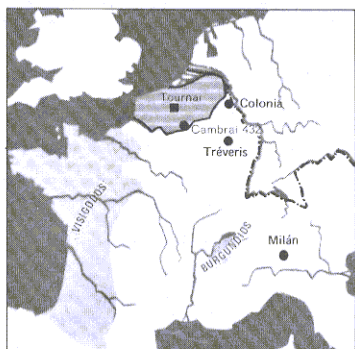 Tournai
Colonia
Cambrai 432
Tréveris
VISIGODOS
BURGUNDIOS
Milán